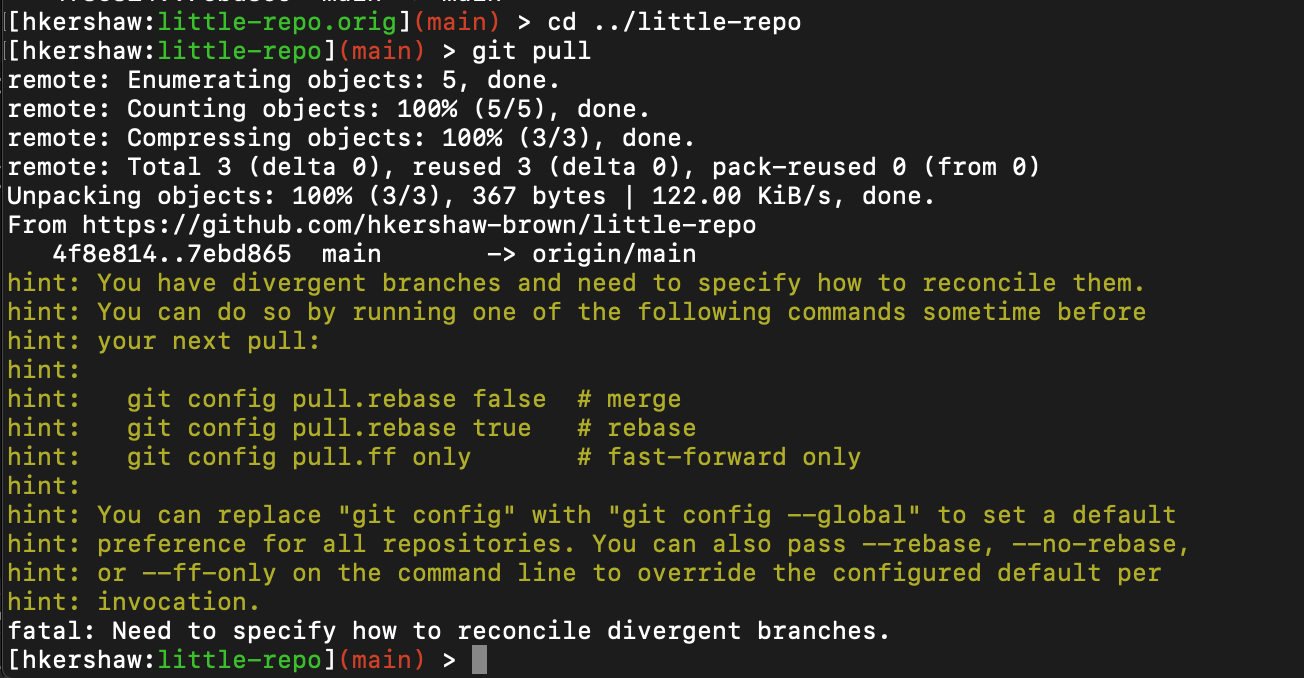 [hkershaw:little-repo.orig](main) > cd ../little-repo
[hkershaw:little-repo](main) > git pull
remote: Enumerating objects: 5, done.
remote: Counting objects: 100% (5/5), done.
remote: Compressing objects: 100% (3/3), done.
remote: Total 3 (delta 0), reused 3 (delta 0), pack-reused 0 (from 0)
Unpacking objects: 100% (3/3), 367 bytes | 122.00 KiB/s, done.
From https://github.com/hkershaw-brown/little-repo
   4f8e814..7ebd865  main       -> origin/main
hint: You have divergent branches and need to specify how to reconcile them.
hint: You can do so by running one of the following commands sometime before
hint: your next pull:
hint:
hint:   git config pull.rebase false  # merge
hint:   git config pull.rebase true   # rebase
hint:   git config pull.ff only       # fast-forward only
hint:
hint: You can replace "git config" with "git config --global" to set a default
hint: preference for all repositories. You can also pass --rebase, --no-rebase,
hint: or --ff-only on the command line to override the configured default per
hint: invocation.
fatal: Need to specify how to reconcile divergent branches.
[hkershaw:little-repo](main) >